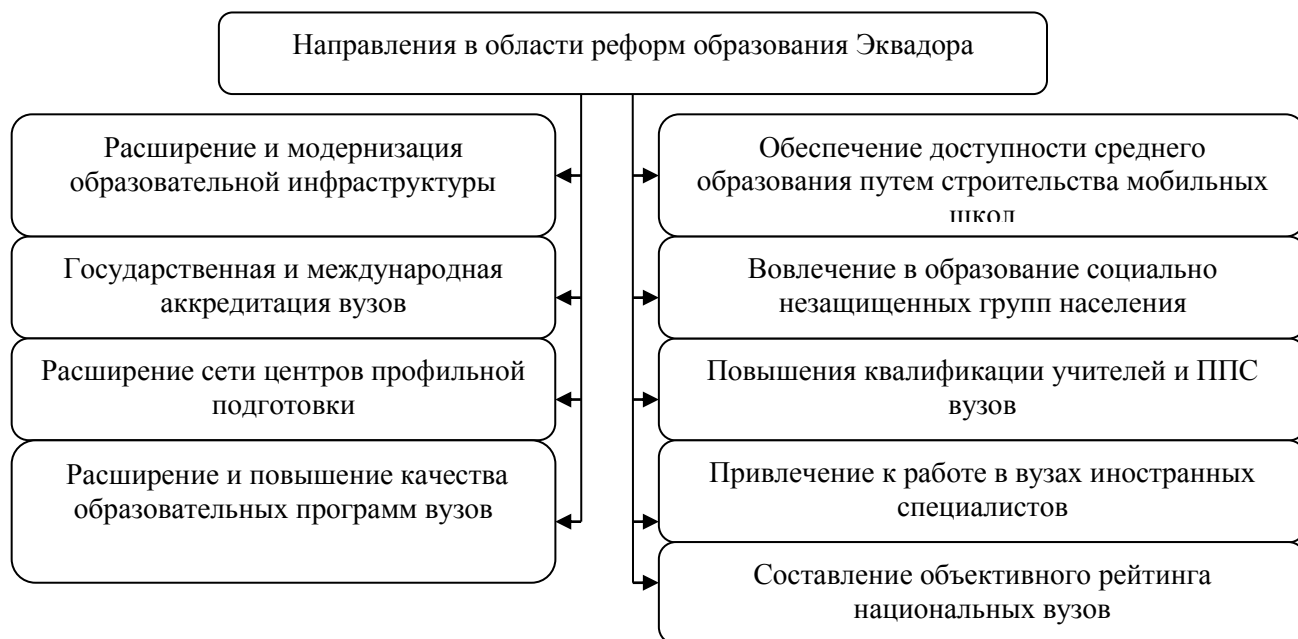 Направления в области реформ образования Эквадора
Расширение и модернизация
образовательной инфраструктуры
Государственная и международная
аккредитация вузов
Расширение сети центров профильной
подготовки
Расширение и повышение качества
образовательных программ вузов
Обеспечение доступности среднего
образования путем строительства мобильных
школ
Вовлечение в образование социально
незащищенных групп населения
Повышения квалификации учителей и ППС
вузов
Привлечение к работе в вузах иностранных
специалистов
Составление объективного рейтинга
национальных вузов